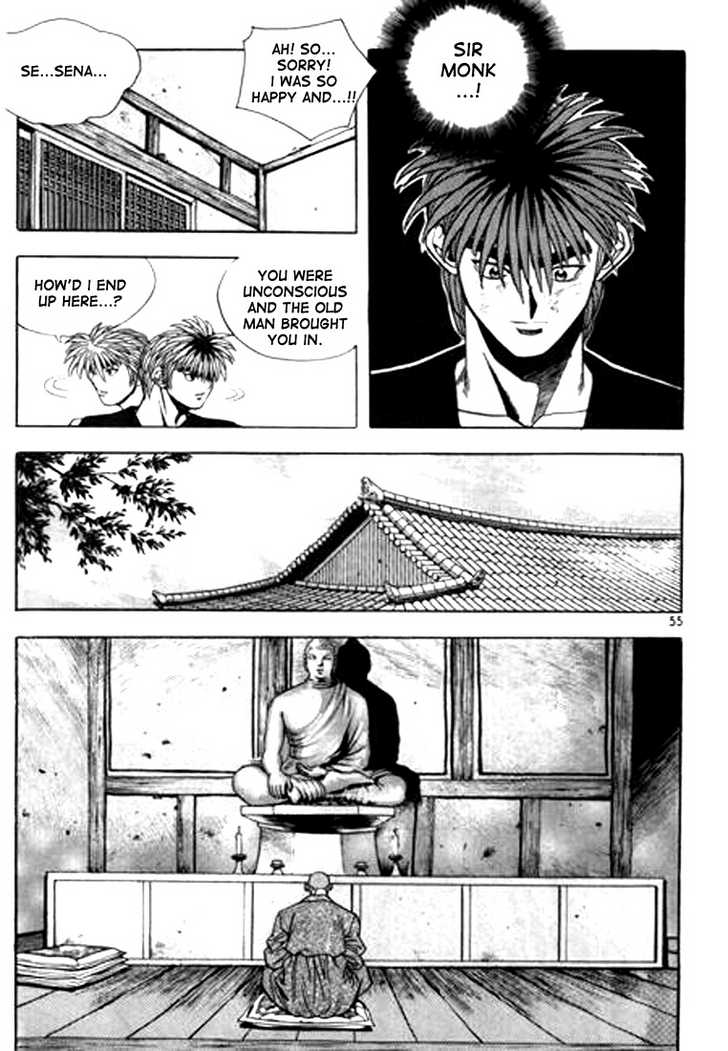 SE...SENA...
AH! SO...
SORRY!
I WAS SO
HAPPY AND...!!
SIR
MONK
...!
HOW'D I END
UP HERE...?
YOU WERE
UNCONSCIOUS
AND THE OLD
MAN BROUGHT
YOU IN.
55